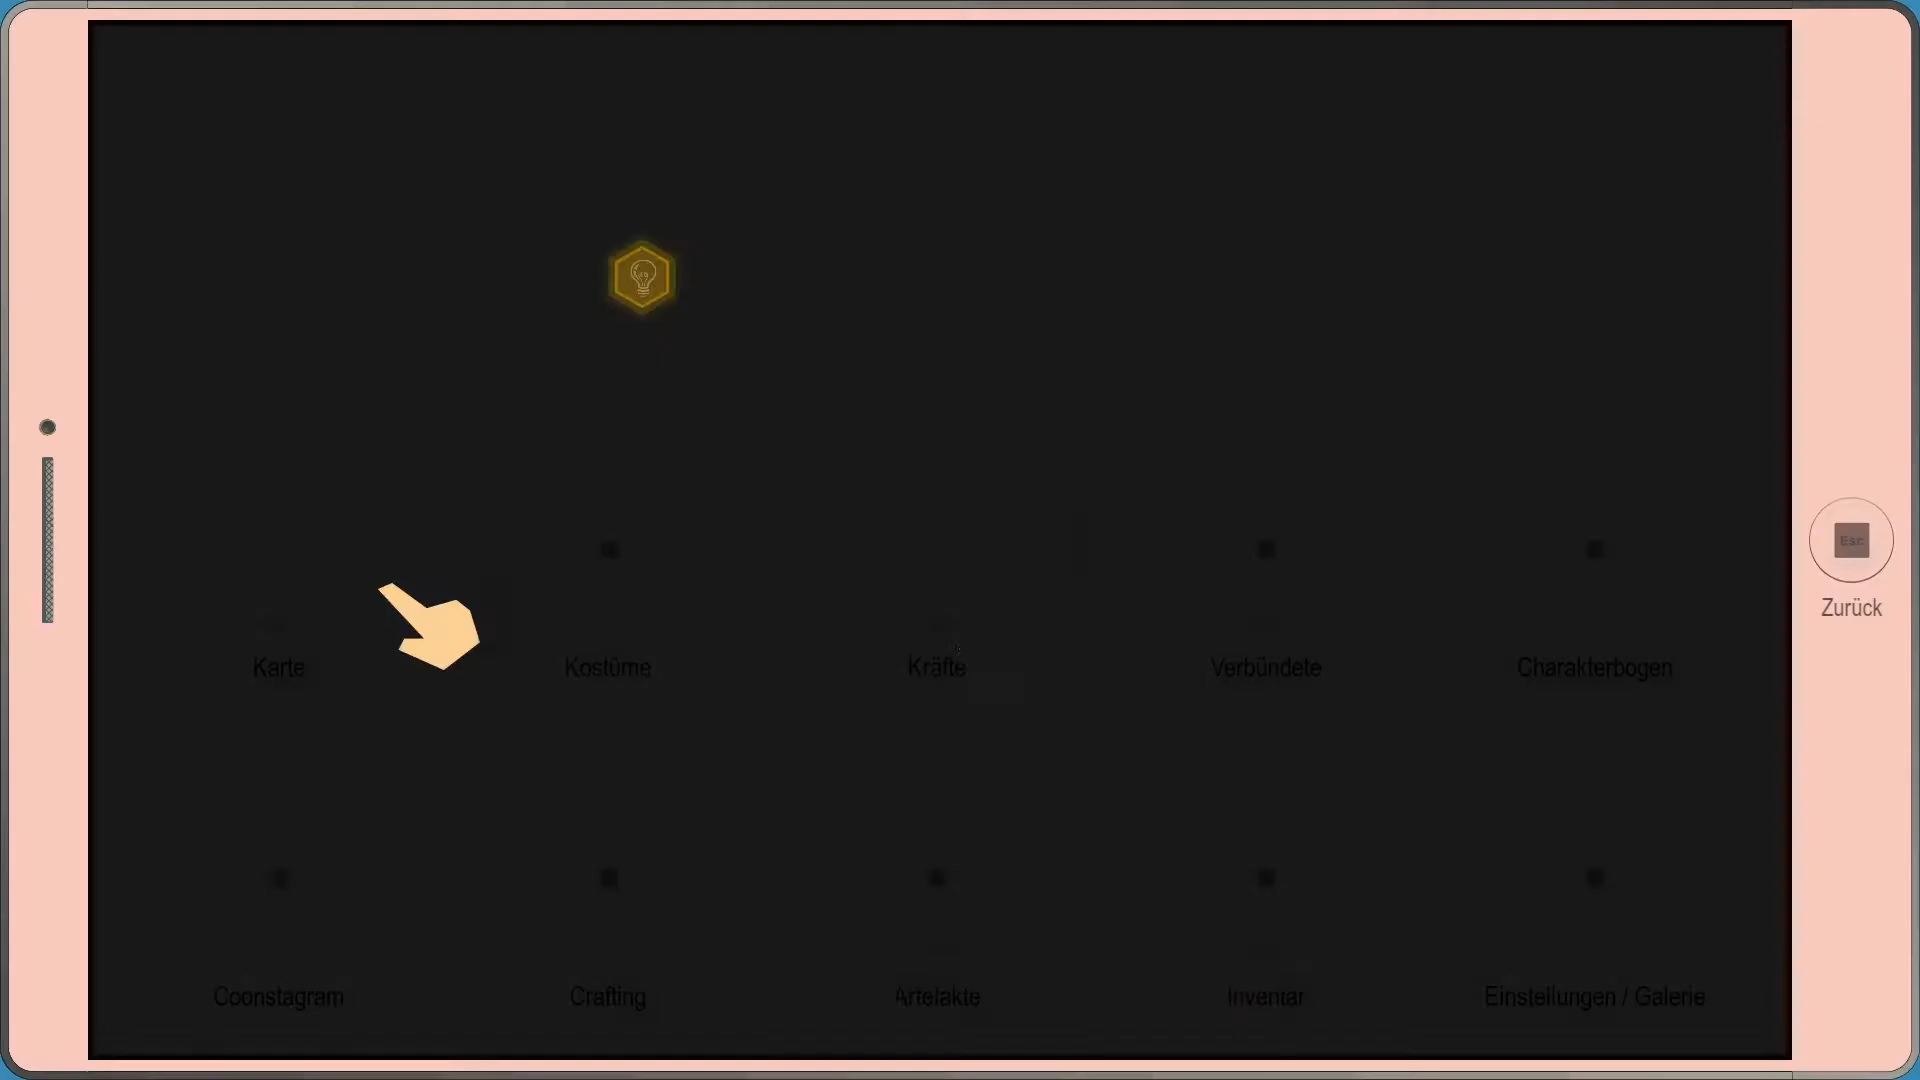 Esc
Zurück
Karte
Kostüme
Kräfte
Verbündete
Charakterbogen
Coonstagram
Crafting
Artefakte
Inventar
Einstellungen / Galerie